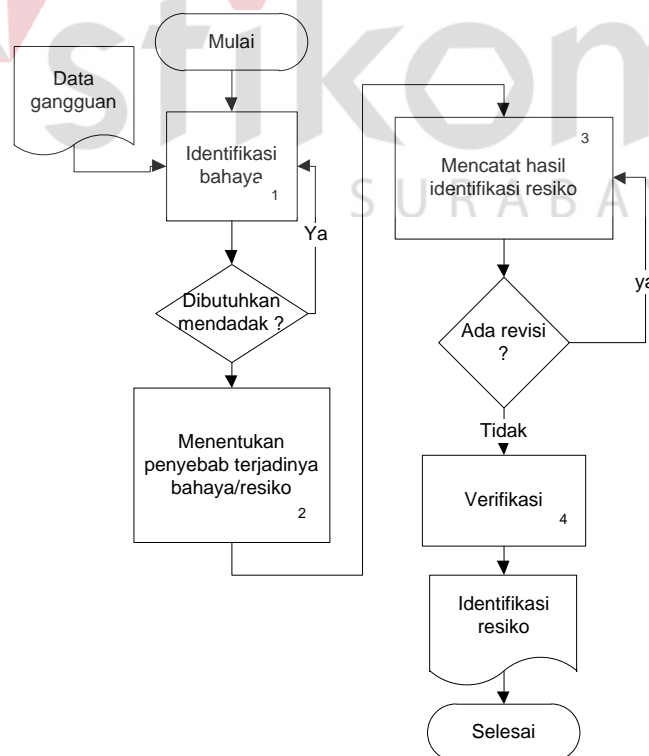 stikom
SURABAYA
Mulai
Data
gangguan
Identifikasi
bahaya
1
Ya
Dibutuhkan
mendadak ?
Menentukan
penyebab terjadinya
bahaya/resiko
2
3
Mencatat hasil
identifikasi resiko
ya
Ada revisi
?
Tidak
Verifikasi
4
Identifikasi
resiko
Selesai